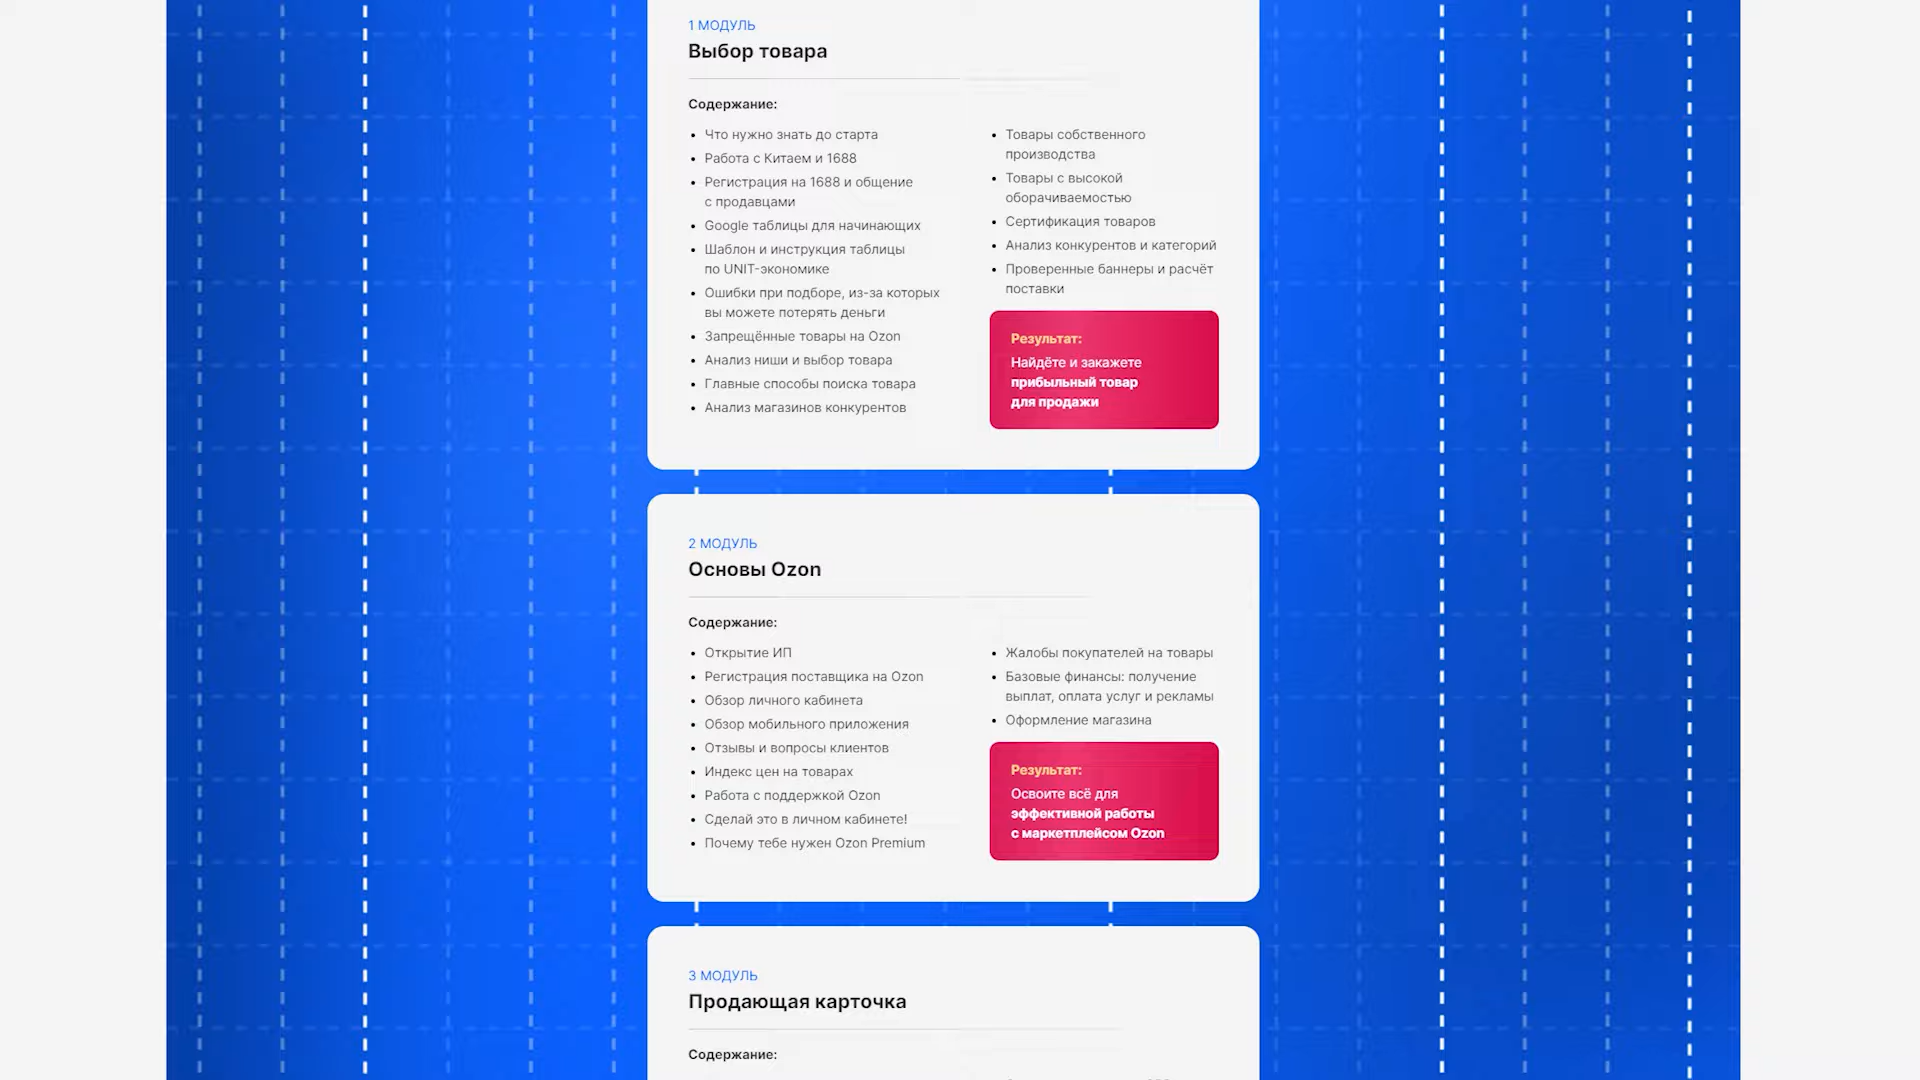 1 МОДУЛЬ
Выбор товара
Содержание:
Что нужно знать до старта
Работа с Китаем и 1688
Регистрация на 1688 и общение
с продавцами
Google таблицы для начинающих
Шаблон и инструкция таблицы
по UNIT-экономике
Ошибки при подборе, из-за которых
вы можете потерять деньги
Запрещённые товары на Ozon
Анализ ниши и выбор товара
Главные способы поиска товара
Анализ магазинов конкурентов
Товары собственного
производства
Товары с высокой
оборачиваемостью
Сертификация товаров
Анализ конкурентов и категорий
Проверенные баннеры и расчёт
поставки
Результат:
Найдёте и закажете
прибыльный товар
для продажи
2 МОДУЛЬ
Основы Ozon
Содержание:
Открытие ИП
Регистрация поставщика на Ozon
Обзор личного кабинета
Обзор мобильного приложения
Отзывы и вопросы клиентов
Индекс цен на товарах
Работа с поддержкой Ozon
Сделай это в личном кабинете!
Почему тебе нужен Ozon Premium
Жалобы покупателей на товары
Базовые финансы: получение
выплат, оплата услуг и рекламы
Оформление магазина
Результат:
Освоите всё для
эффективной работы
с маркетплейсом Ozon
3 МОДУЛЬ
Продающая карточка
Содержание: